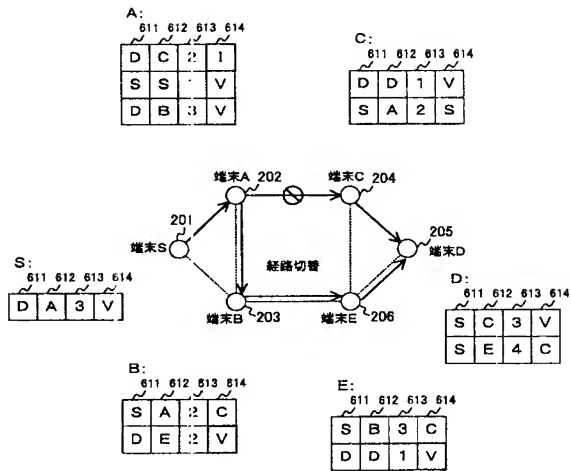 A:
611 612 613 614
D C 2 I
S S 1 V
D B 3 V
C:
611 612 613 614
D D 1 V
S A 2 S
端末A 202
端末C 204
201
端末S
205
端末D
経路切替
端末B 203
端末E 206
S:
611 612 613 614
D A 3 V
D:
611 612 613 614
S C 3 V
S E 4 C
B:
611 612 613 614
S A 2 C
D E 2 V
E:
611 612 613 614
S B 3 C
D D 1 V